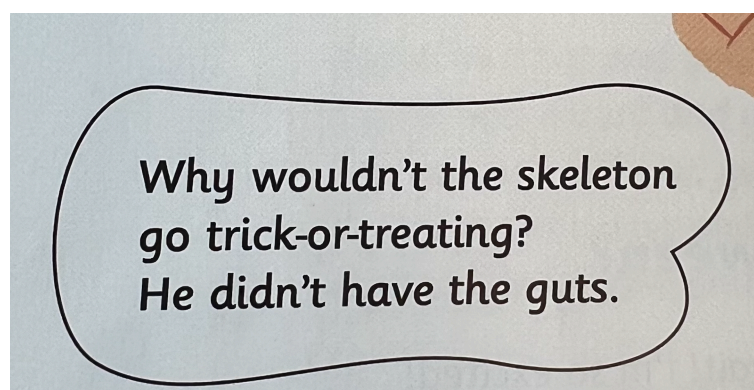 Why wouldn't the skeleton
go trick-or-treating?
He didn't have the guts.